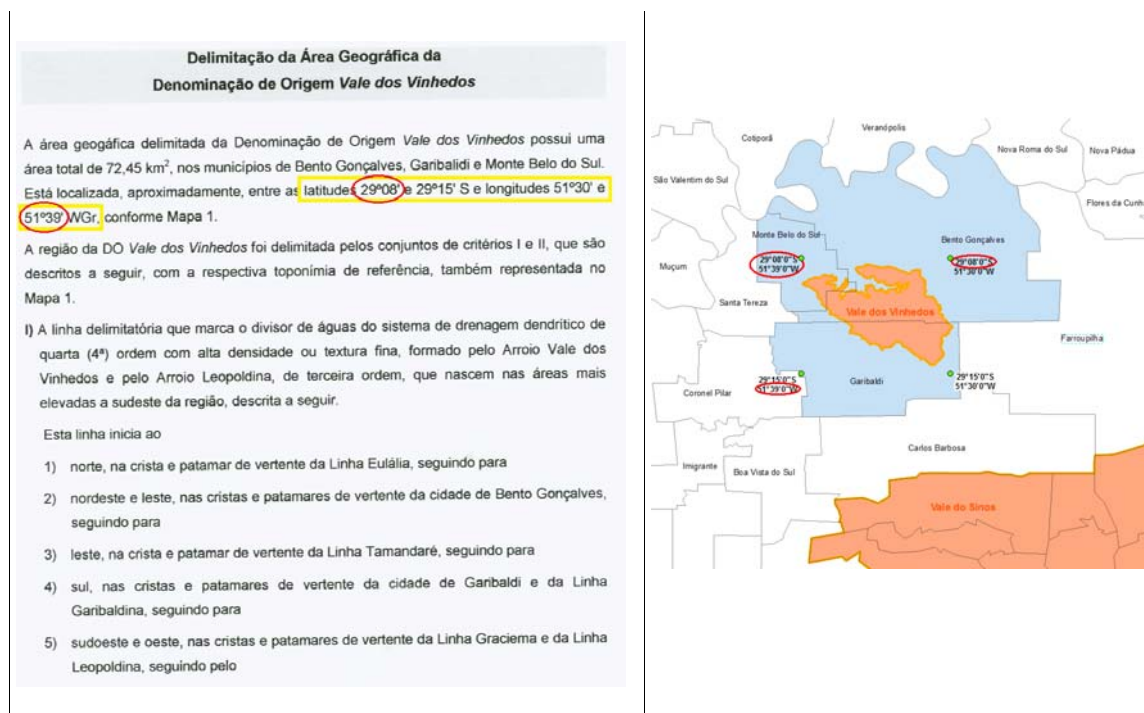 Delimitação da Área Geográfica da
Denominação de Origem Vale dos Vinhedos
A área geogáfica delimitada da Denominação de Origem Vale dos Vinhedos possui uma
área total de 72,45 km², nos municípios de Bento Gonçalves, Garibalidi e Monte Belo do Sul.
Está localizada, aproximadamente, entre as latitudes 29º08' e 29º15' S e longitudes 51º30' e
51º39' WGr, conforme Mapa 1.
A região da DO Vale dos Vinhedos foi delimitada pelos conjuntos de critérios I e II, que são
descritos a seguir, com a respectiva toponímia de referência, também representada no
Mapa 1.
I) A linha delimitatória que marca o divisor de águas do sistema de drenagem dendrítico de
quarta (4ª) ordem com alta densidade ou textura fina, formado pelo Arroio Vale dos
Vinhedos e pelo Arroio Leopoldina, de terceira ordem, que nascem nas áreas mais
elevadas a sudeste da região, descrita a seguir.
Esta linha inicia ao
1) norte, na crista e patamar de vertente da Linha Eulália, seguindo para
2) nordeste e leste, nas cristas e patamares de vertente da cidade de Bento Gonçalves,
seguindo para
3) leste, na crista e patamar de vertente da Linha Tamandaré, seguindo para
4) sul, nas cristas e patamares de vertente da cidade de Garibaldi e da Linha
Garibaldina, seguindo para
5) sudoeste e oeste, nas cristas e patamares de vertente da Linha Graciema e da Linha
Leopoldina, seguindo pelo
Cotiporã
Veranópolis
Nova Roma do Sul
Nova Pádua
São Valentim do Sul
Flores da Cunh
Monte Belo do Sul
Bento Gonçalves
Muçum
29°08'0"S
51°39'0"W
29°08'0"S
51°30'0"W
Santa Tereza
Vale dos Vinhedos
Farroupilha
29°15'0"S
51°39'0"W
Garibaldi
29°15'0"S
51°30'0"W
Coronel Pilar
Carlos Barbosa
Imigrante
Boa Vista do Sul
Vale do Sinos